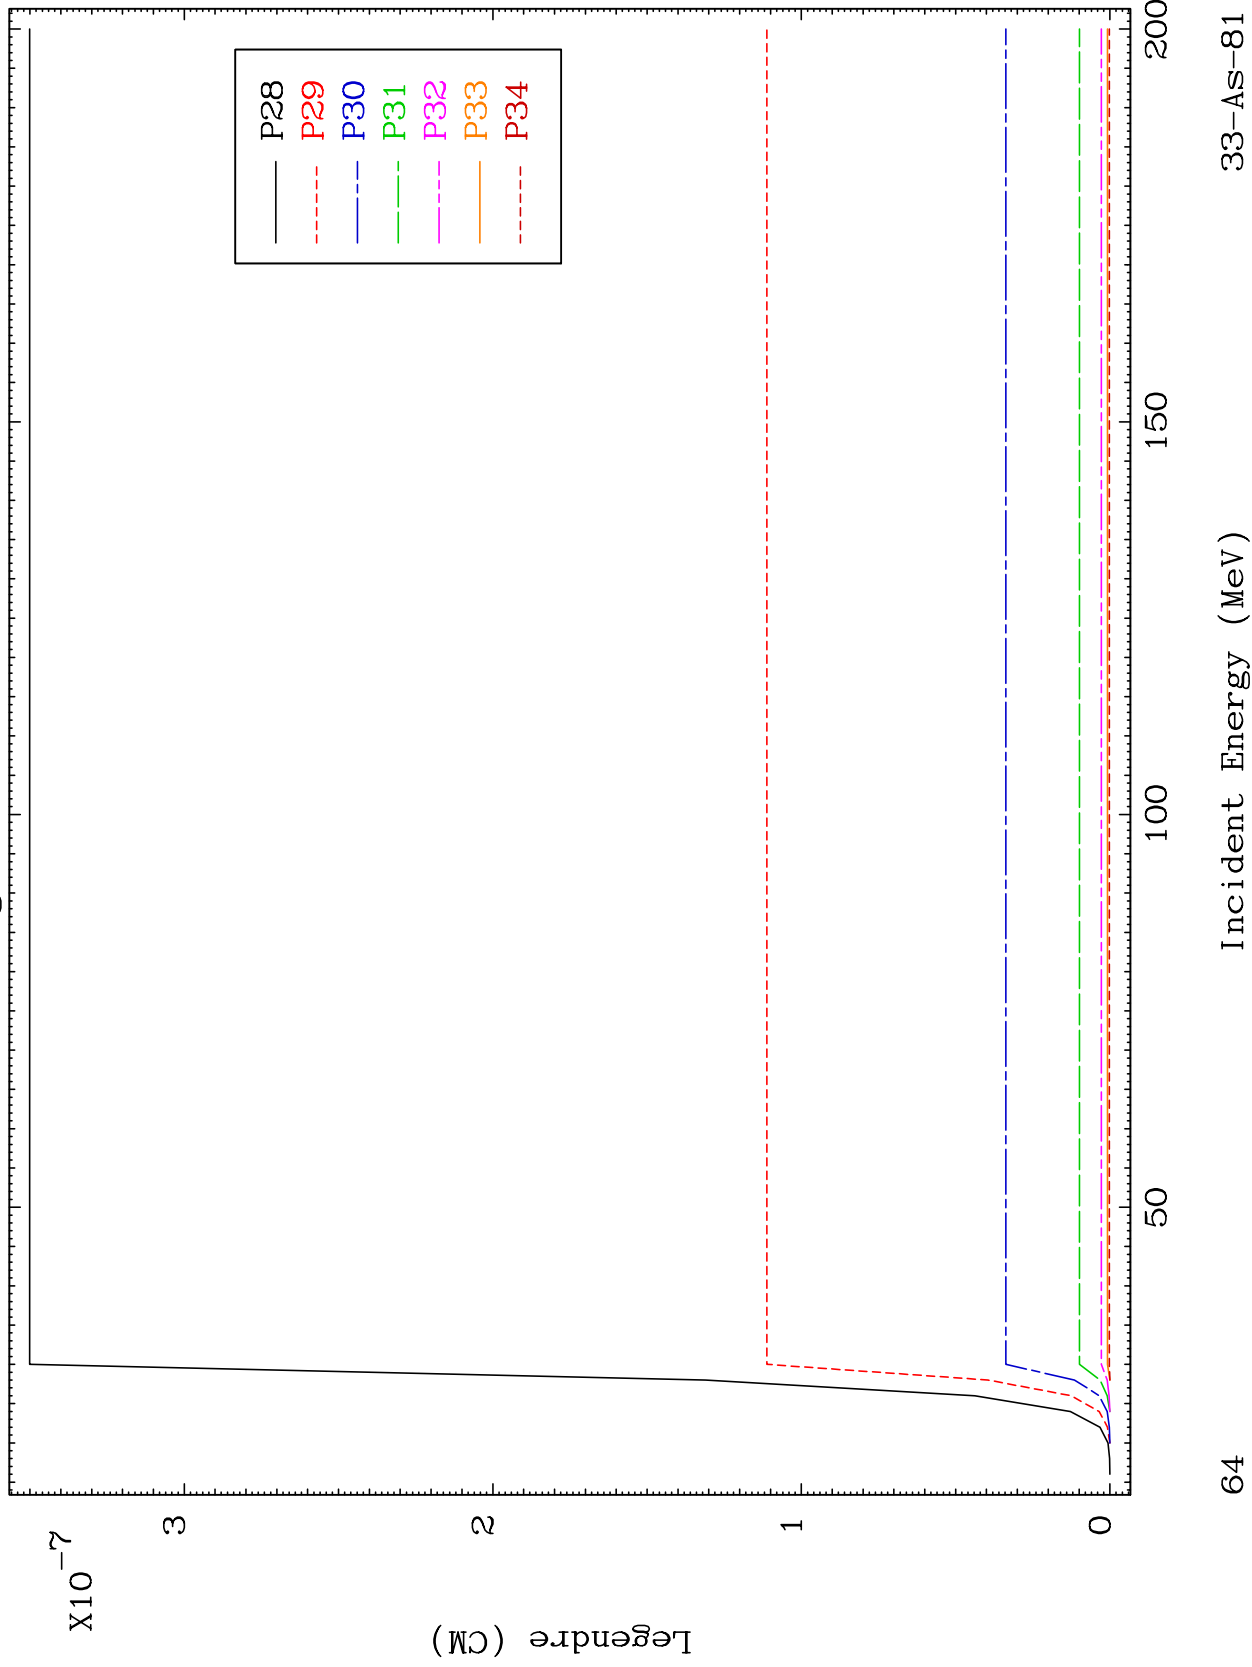 X10-7
3
2
1
0
Legendre (CM)
P28
P29
P30
P31
P32
P33
P34
50
100
150
200
Incident Energy (MeV)
64
33-As-81